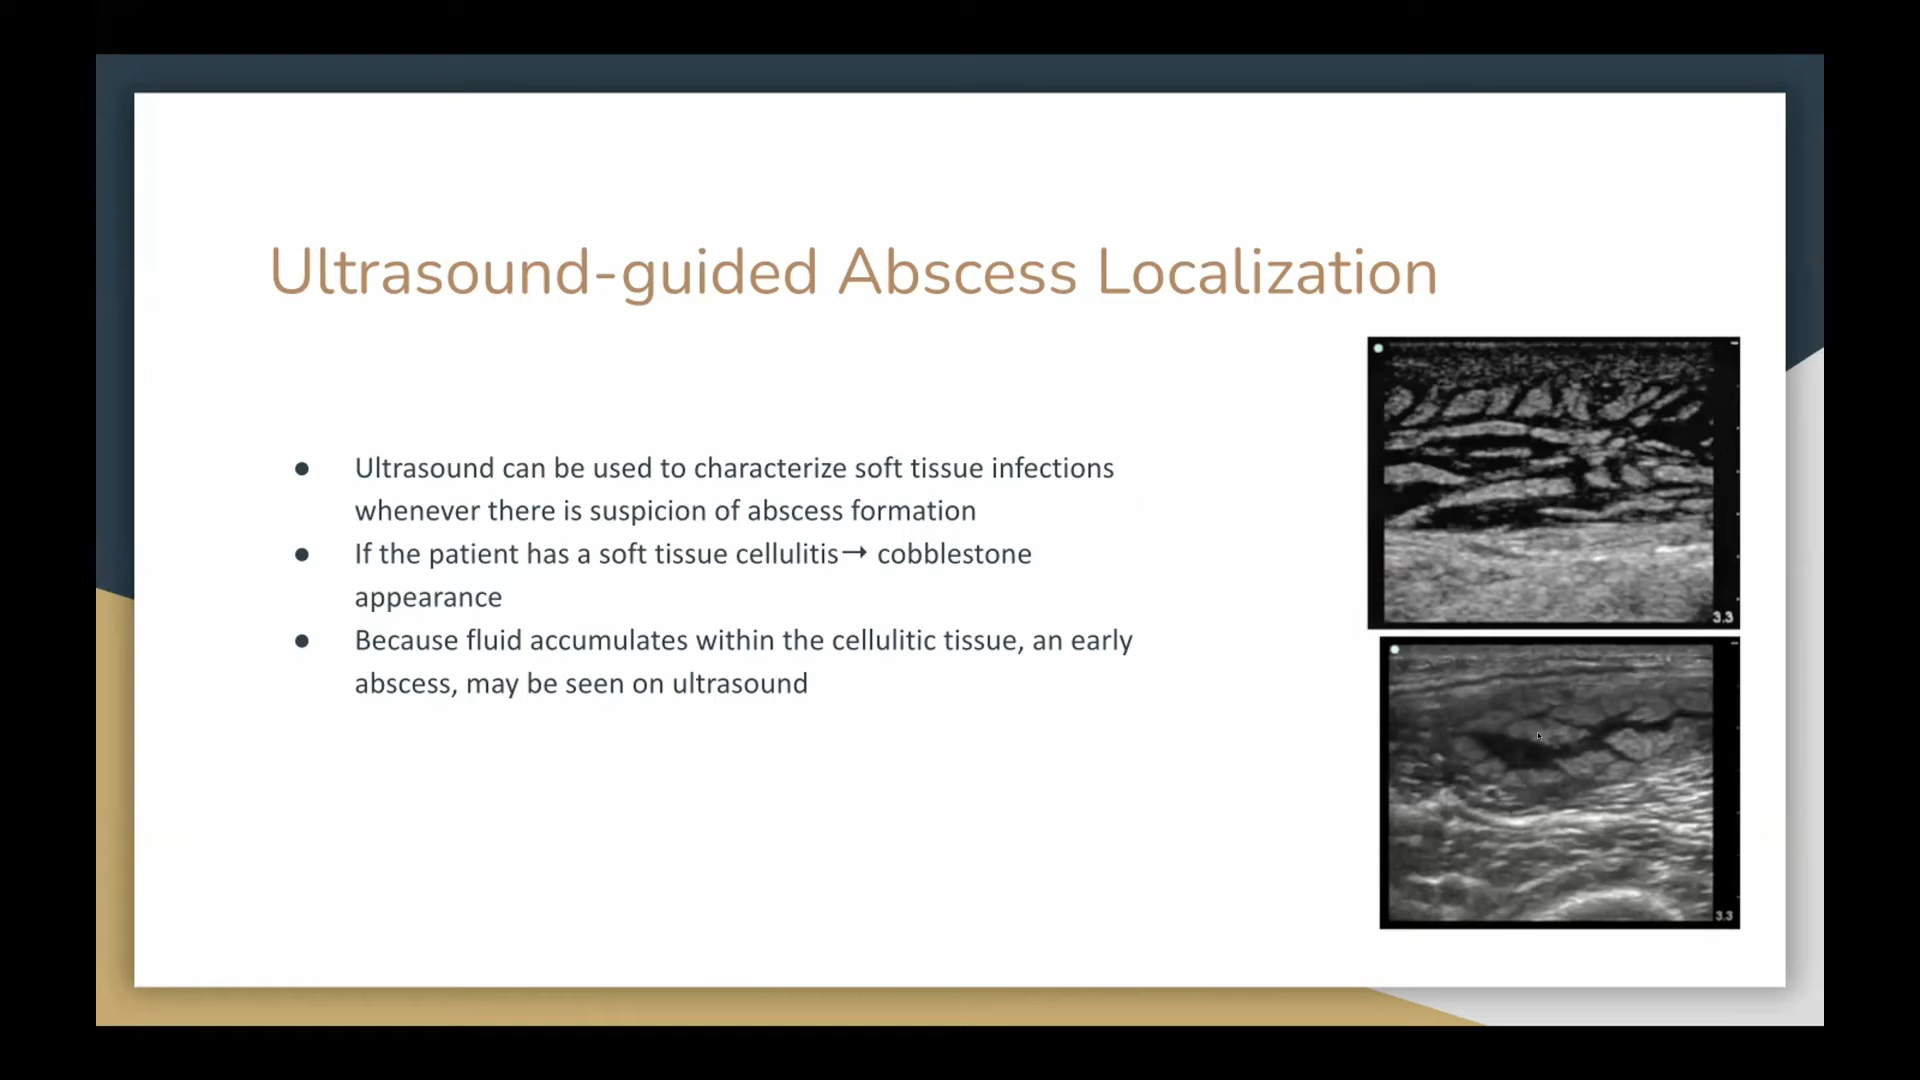 Ultrasound-guided Abscess Localization
● Ultrasound can be used to characterize soft tissue infections
whenever there is suspicion of abscess formation
● If the patient has a soft tissue cellulitis→ cobblestone
appearance
● Because fluid accumulates within the cellulitic tissue, an early
abscess, may be seen on ultrasound
3.3
3.3